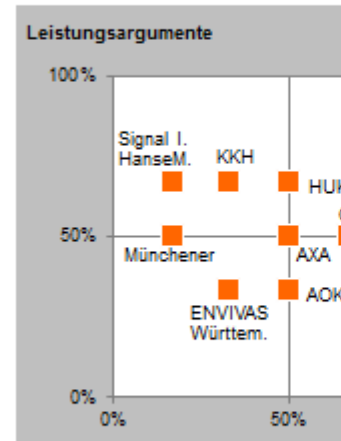 Leistungsargumente
100%
Signal I.
HanseM.
KKH
HUK
50%
Münchener
AXA
ENVIVAS
Württem.
AOK
0%
0%
50%